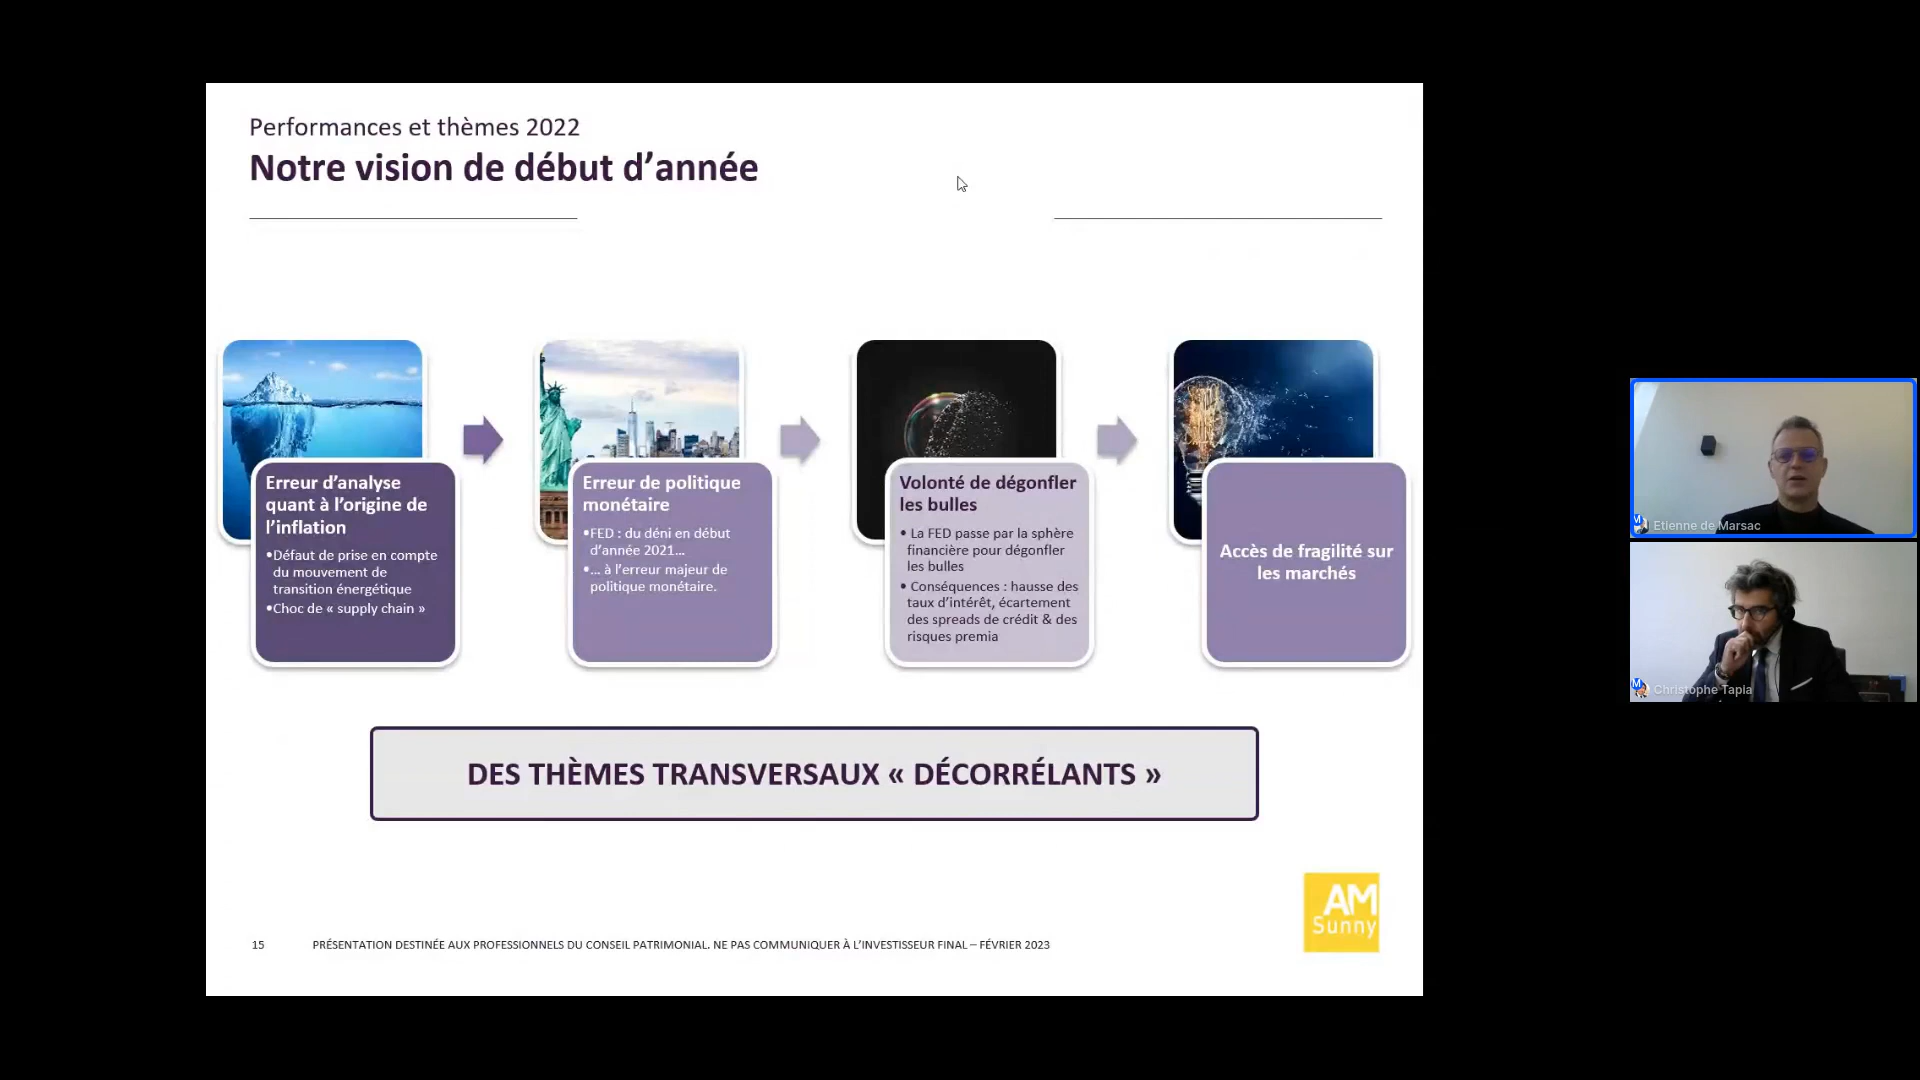 Performances et thèmes 2022
Notre vision de début d’année
Erreur d’analyse
quant à l’origine de
l’inflation
•Défaut de prise en compte
du mouvement de
transition énergétique
•Choc de « supply chain »
Erreur de politique
monétaire
•FED : du déni en début
d’année 2021…
•… à l’erreur majeur de
politique monétaire.
Volonté de dégonfler
les bulles
• La FED passe par la sphère
financière pour dégonfler
les bulles
• Conséquences : hausse des
taux d’intérêt, écartement
des spreads de crédit & des
risques premia
Accès de fragilité sur
les marchés
DES THÈMES TRANSVERSAUX « DÉCORRÉLANTS »
AM
Sunny
15
PRÉSENTATION DESTINÉE AUX PROFESSIONNELS DU CONSEIL PATRIMONIAL. NE PAS COMMUNIQUER À L’INVESTISSEUR FINAL – FÉVRIER 2023
M
Etienne de Marsac
M
Christophe Tapia